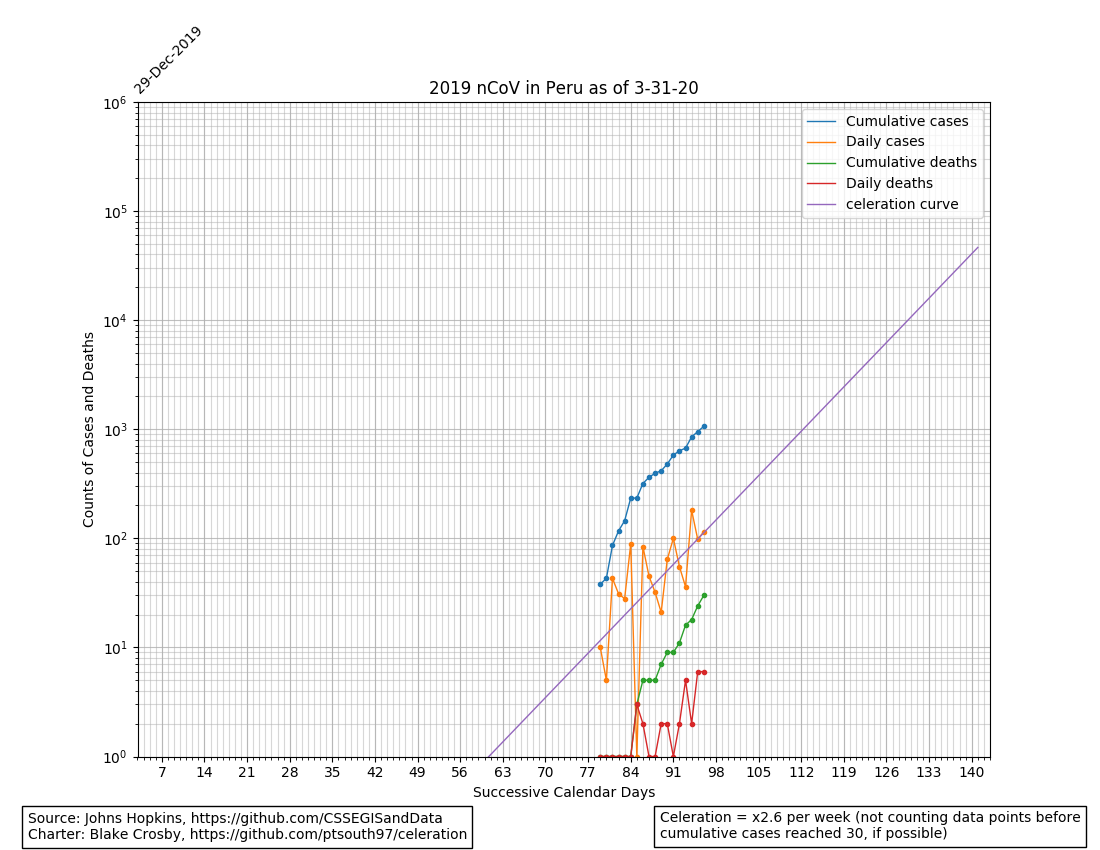 29-Dec-2019
2019 nCoV in Peru as of 3-31-20
Cumulative cases
Daily cases
Cumulative deaths
Daily deaths
celeration curve
Counts of Cases and Deaths
10^6
10^5
10^4
10^3
10^2
10^1
10^0
7 14 21 28 35 42 49 56 63 70 77 84 91 98 105 112 119 126 133 140
Successive Calendar Days
Source: Johns Hopkins, https://github.com/CSSEGISandData
Charter: Blake Crosby, https://github.com/ptsouth97/celeration
Celeration = x2.6 per week (not counting data points before
cumulative cases reached 30, if possible)